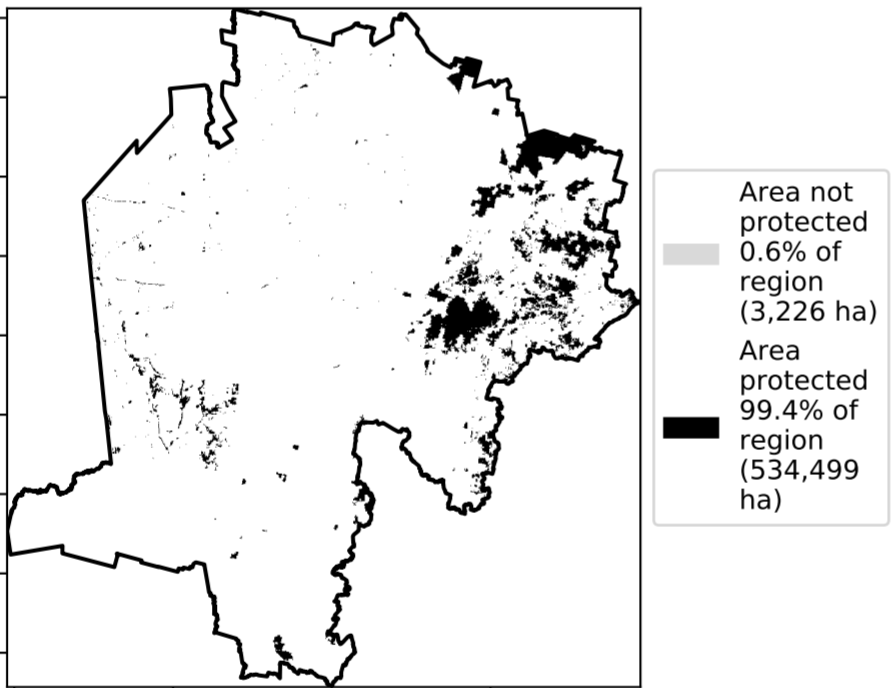 Area not
protected
0.6% of
region
(3,226 ha)
Area
protected
99.4% of
region
(534,499
ha)